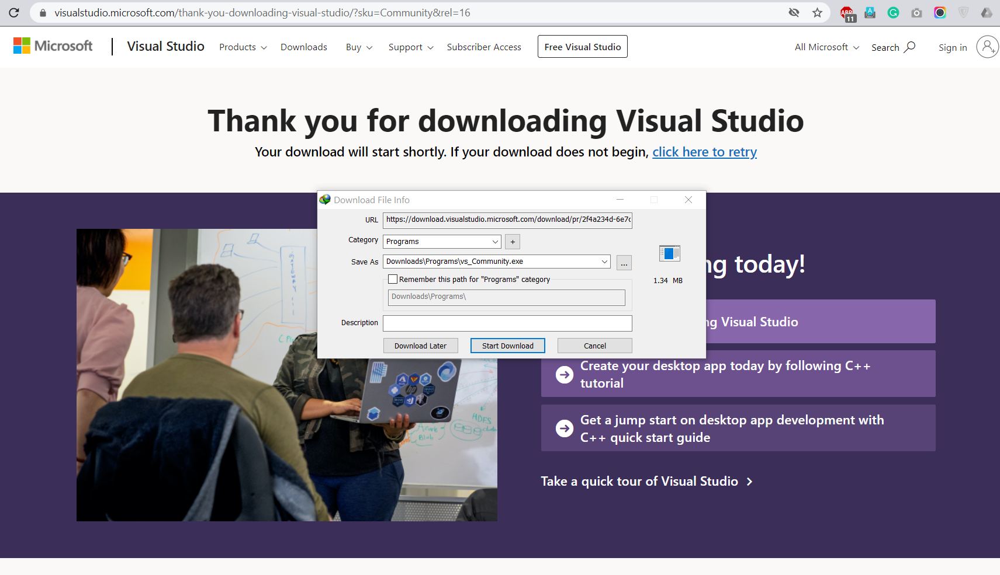 visualstudio.microsoft.com/thank-you-downloading-visual-studio/?sku=Community&rel=16
ABP
11
A
G
Microsoft
Visual Studio
Products
Downloads
Buy
Support
Subscriber Access
Free Visual Studio
All Microsoft
Search
Sign in
Thank you for downloading Visual Studio
Your download will start shortly. If your download does not begin, click here to retry
Download File Info
URL
https://download.visualstudio.microsoft.com/download/pr/2f4a234d-6e7c
Category
Programs
+
Save As
Downloads\Programs\vs_Community.exe
...
1.34 MB
Remember this path for "Programs" category
Downloads\Programs\
Description
Download Later
Start Download
Cancel
ng today!
ng Visual Studio
Create your desktop app today by following C++
tutorial
Get a jump start on desktop app development with
C++ quick start guide
Take a quick tour of Visual Studio
hp
HDFS
Azure
Blob